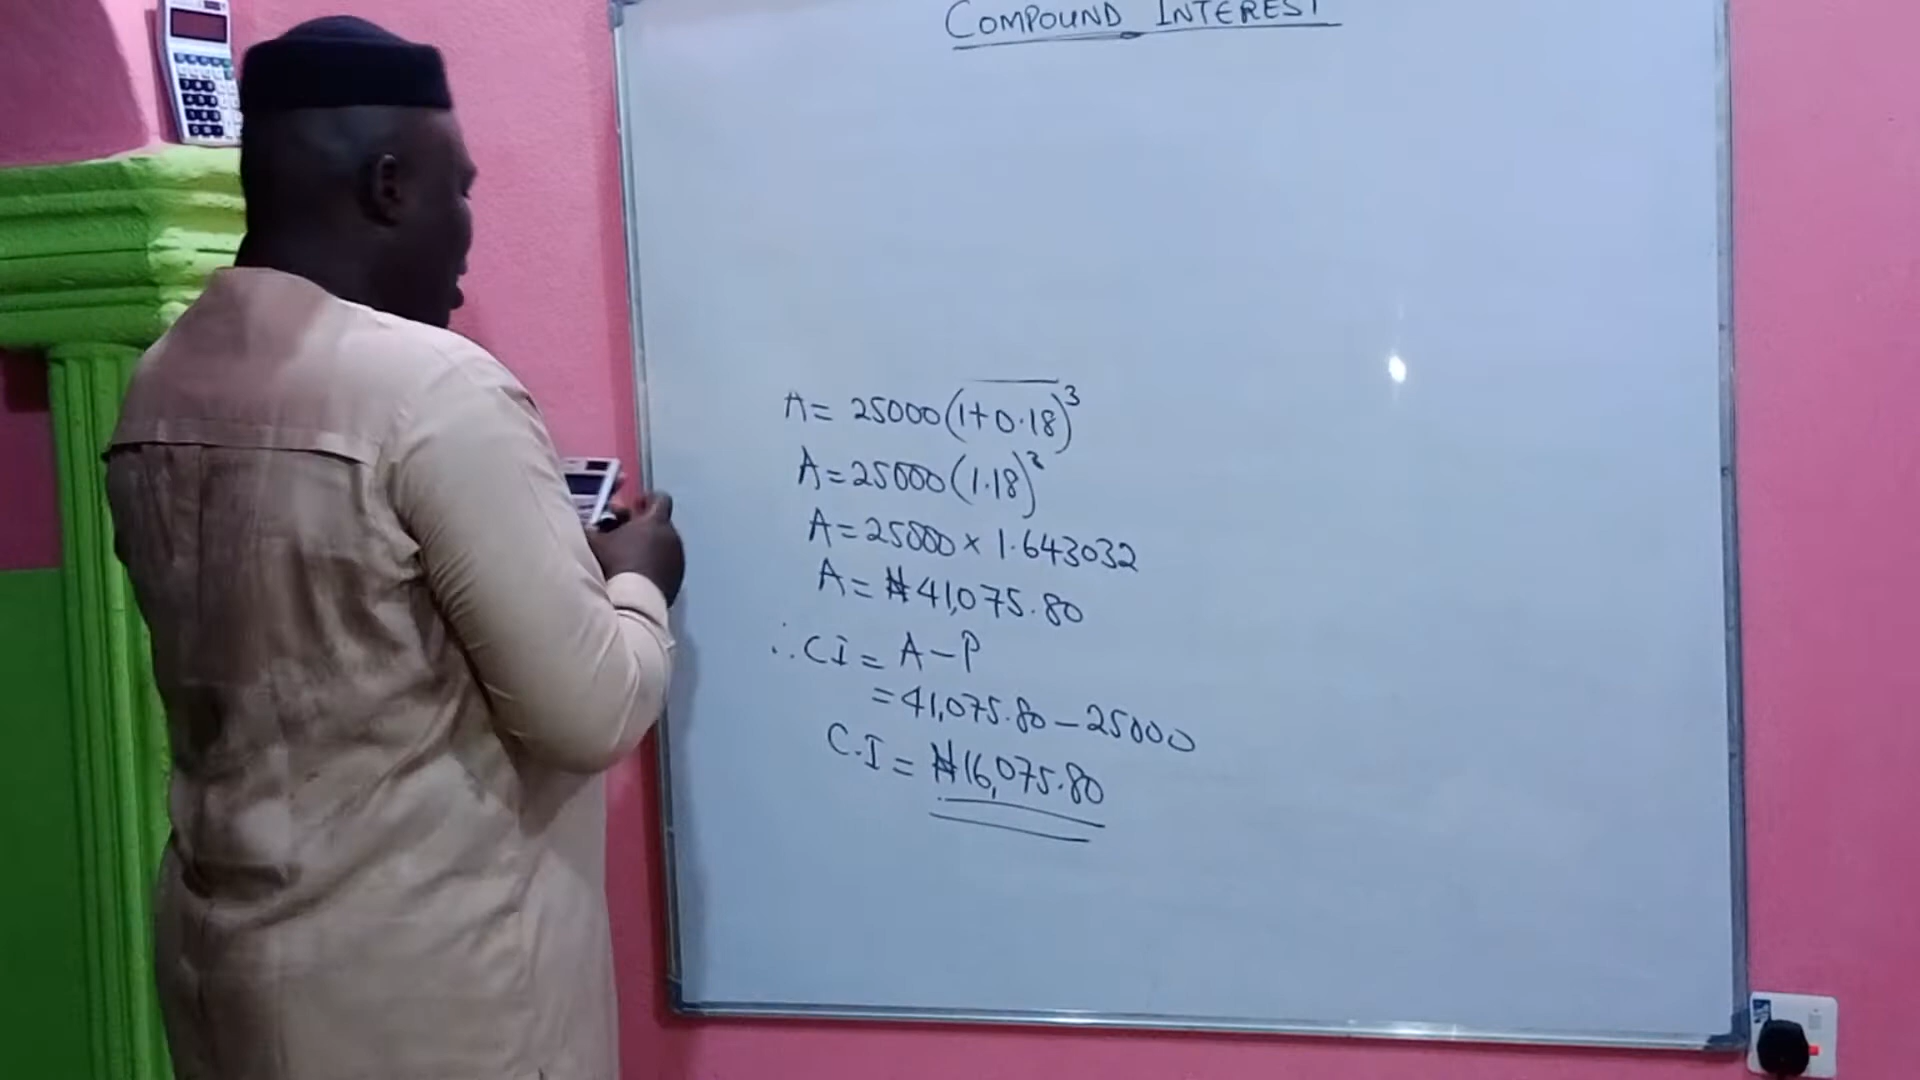 COMPOUND INTEREST
A = 25000(1+0.18)³
A = 25000(1.18)³
A = 25000 × 1.643032
A = ₦41,075.80
∴ CI = A - P
= 41,075.80 - 25000
C.I = ₦16,075.80